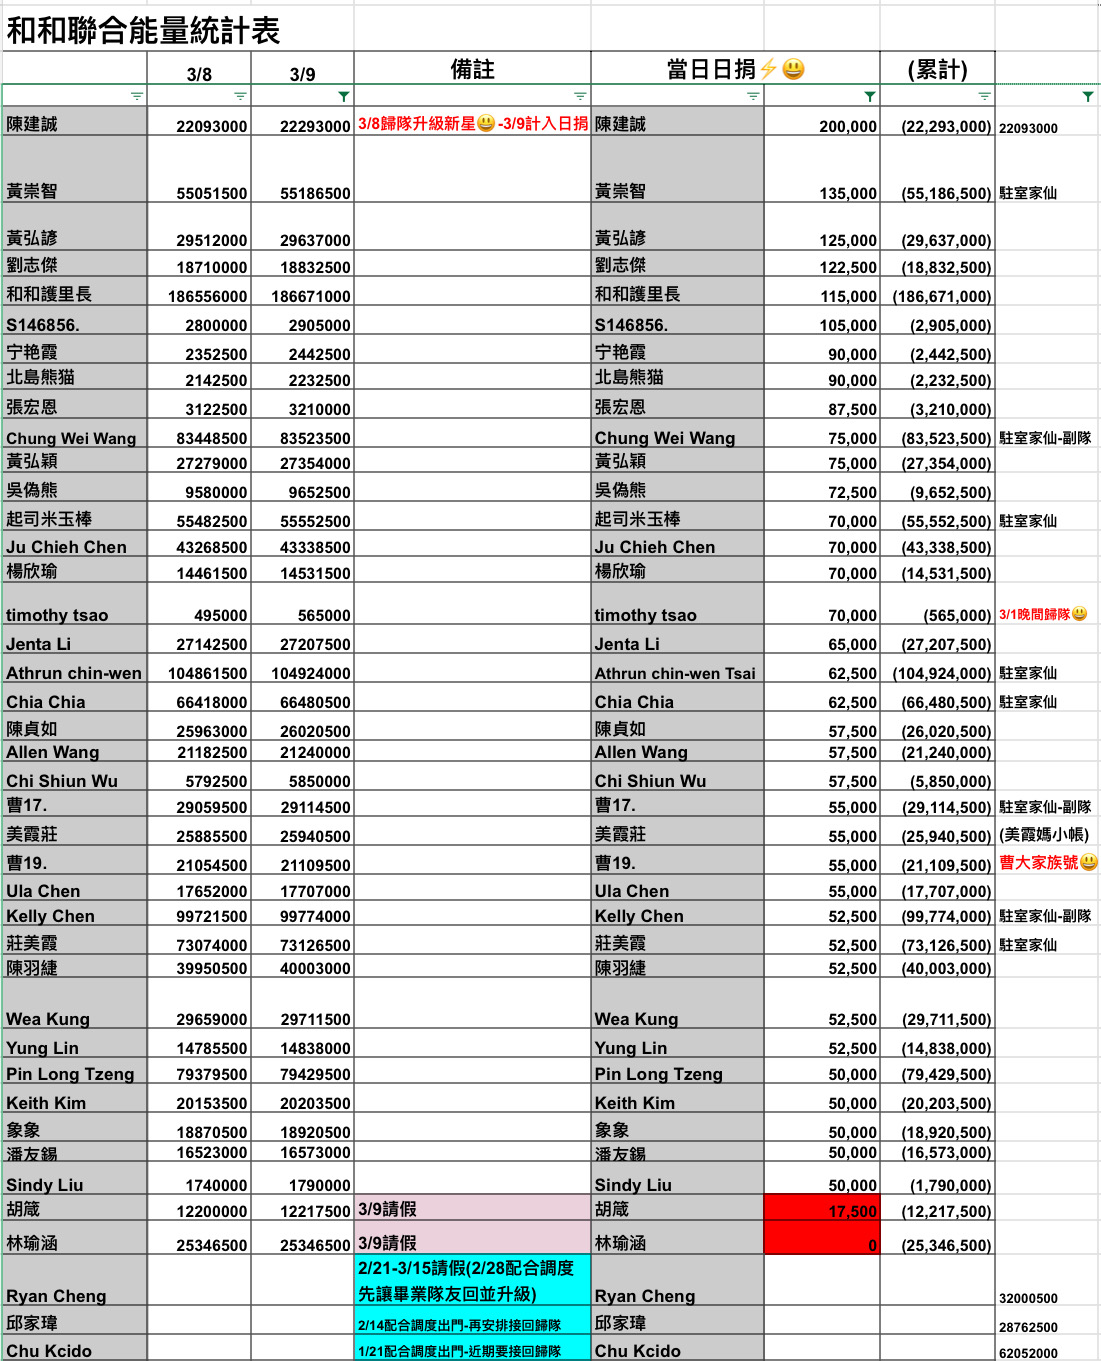 和和聯合能量統計表
3/8 3/9 備註 當日日捐⚡😃 (累計)
陳建誠 22093000 22293000 3/8歸隊升級新星😃-3/9計入日捐 陳建誠 200,000 (22,293,000) 22093000
黃崇智 55051500 55186500 黃崇智 135,000 (55,186,500) 駐室家仙
黃弘諺 29512000 29637000 黃弘諺 125,000 (29,637,000)
劉志傑 18710000 18832500 劉志傑 122,500 (18,832,500)
和和護里長 186556000 186671000 和和護里長 115,000 (186,671,000)
S146856. 2800000 2905000 S146856. 105,000 (2,905,000)
宁艳霞 2352500 2442500 宁艳霞 90,000 (2,442,500)
北島熊猫 2142500 2232500 北島熊猫 90,000 (2,232,500)
張宏恩 3122500 3210000 張宏恩 87,500 (3,210,000)
Chung Wei Wang 83448500 83523500 Chung Wei Wang 75,000 (83,523,500) 駐室家仙-副隊
黃弘穎 27279000 27354000 黃弘穎 75,000 (27,354,000)
吳偽熊 9580000 9652500 吳偽熊 72,500 (9,652,500)
起司米玉棒 55482500 55552500 起司米玉棒 70,000 (55,552,500) 駐室家仙
Ju Chieh Chen 43268500 43338500 Ju Chieh Chen 70,000 (43,338,500)
楊欣瑜 14461500 14531500 楊欣瑜 70,000 (14,531,500)
timothy tsao 495000 565000 timothy tsao 70,000 (565,000) 3/1晚間歸隊😃
Jenta Li 27142500 27207500 Jenta Li 65,000 (27,207,500)
Athrun chin-wen 104861500 104924000 Athrun chin-wen Tsai 62,500 (104,924,000) 駐室家仙
Chia Chia 66418000 66480500 Chia Chia 62,500 (66,480,500) 駐室家仙
陳貞如 25963000 26020500 陳貞如 57,500 (26,020,500)
Allen Wang 21182500 21240000 Allen Wang 57,500 (21,240,000)
Chi Shiun Wu 5792500 5850000 Chi Shiun Wu 57,500 (5,850,000)
曹17. 29059500 29114500 曹17. 55,000 (29,114,500) 駐室家仙-副隊
美霞莊 25885500 25940500 美霞莊 55,000 (25,940,500) (美霞媽小帳)
曹19. 21054500 21109500 曹19. 55,000 (21,109,500) 曹大家族號😃
Ula Chen 17652000 17707000 Ula Chen 55,000 (17,707,000)
Kelly Chen 99721500 99774000 Kelly Chen 52,500 (99,774,000) 駐室家仙-副隊
莊美霞 73074000 73126500 莊美霞 52,500 (73,126,500) 駐室家仙
陳羽緁 39950500 40003000 陳羽緁 52,500 (40,003,000)
Wea Kung 29659000 29711500 Wea Kung 52,500 (29,711,500)
Yung Lin 14785500 14838000 Yung Lin 52,500 (14,838,000)
Pin Long Tzeng 79379500 79429500 Pin Long Tzeng 50,000 (79,429,500)
Keith Kim 20153500 20203500 Keith Kim 50,000 (20,203,500)
象象 18870500 18920500 象象 50,000 (18,920,500)
潘友錫 16523000 16573000 潘友錫 50,000 (16,573,000)
Sindy Liu 1740000 1790000 Sindy Liu 50,000 (1,790,000)
胡箴 12200000 12217500 3/9請假 胡箴 17,500 (12,217,500)
林瑜涵 25346500 25346500 3/9請假 林瑜涵 0 (25,346,500)
2/21-3/15請假(2/28配合調度
Ryan Cheng 先讓畢業隊友回並升級) Ryan Cheng 32000500
邱家瑋 2/14配合調度出門-再安排接回歸隊 邱家瑋 28762500
Chu Kcido 1/21配合調度出門-近期要接回歸隊 Chu Kcido 62052000